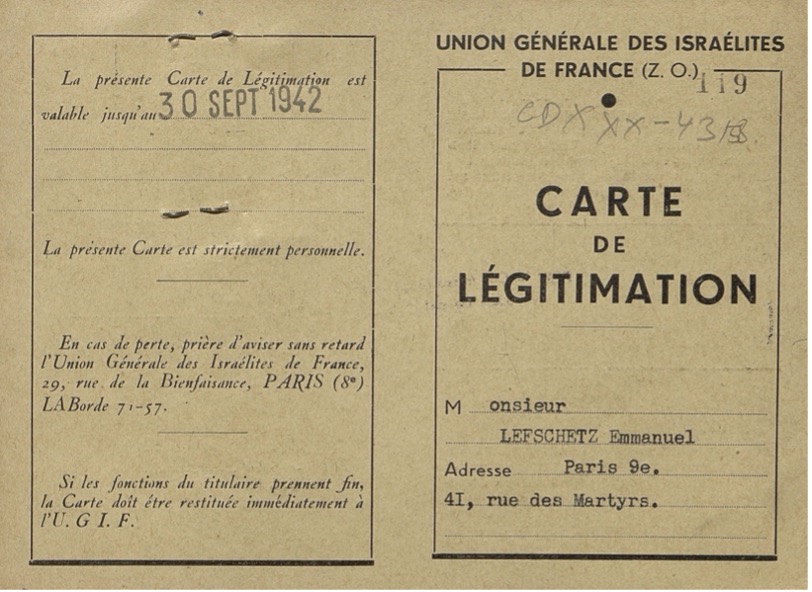 La présente Carte de Légitimation est
valable jusqu'au 30 SEPT 1942
La présente Carte est strictement personnelle.
En cas de perte, prière d'aviser sans retard
l'Union Générale des Israélites de France,
29, rue de la Bienfaisance, PARIS (8e)
LABorde 71-57.
Si les fonctions du titulaire prennent fin,
la Carte doit être restituée immédiatement à
l'U. G I F.
UNION GÉNÉRALE DES ISRAÉLITES
DE FRANCE (Z. O.)
119
CDXXX-43
CARTE
DE
LÉGITIMATION
M onsieur
LEFSCHETZ Emmanuel
Adresse Paris 9e.
4I, rue des Martyrs.